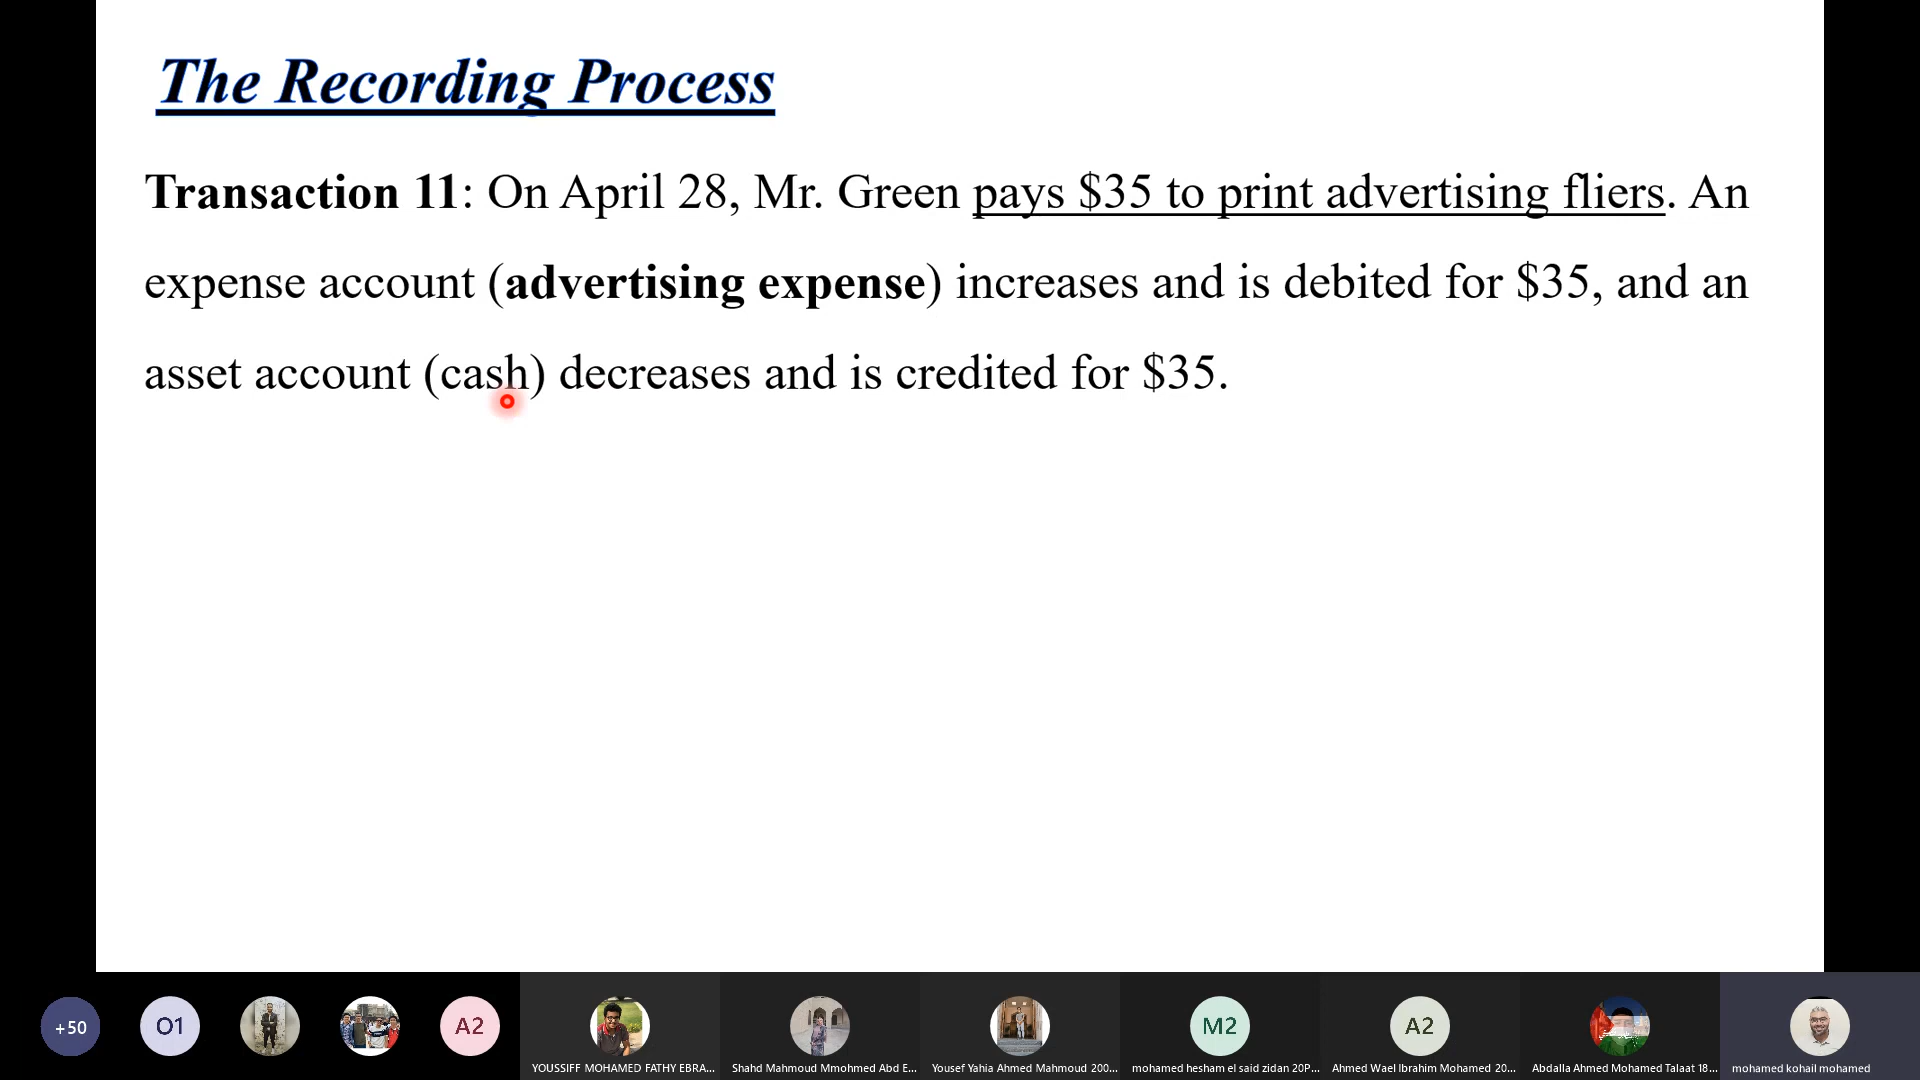 The Recording Process
Transaction 11: On April 28, Mr. Green pays $35 to print advertising fliers. An
expense account (advertising expense) increases and is debited for $35, and an
asset account (cash) decreases and is credited for $35.
+50
O1
A2
M2
A2
YOUSSIFF MOHAMED FATHY EBRA...
Shahd Mahmoud Mmohmed Abd E...
Yousef Yahia Ahmed Mahmoud 200...
mohamed hesham el said zidan 20P...
Ahmed Wael Ibrahim Mohamed 20...
Abdalla Ahmed Mohamed Talaat 18...
mohamed kohail mohamed